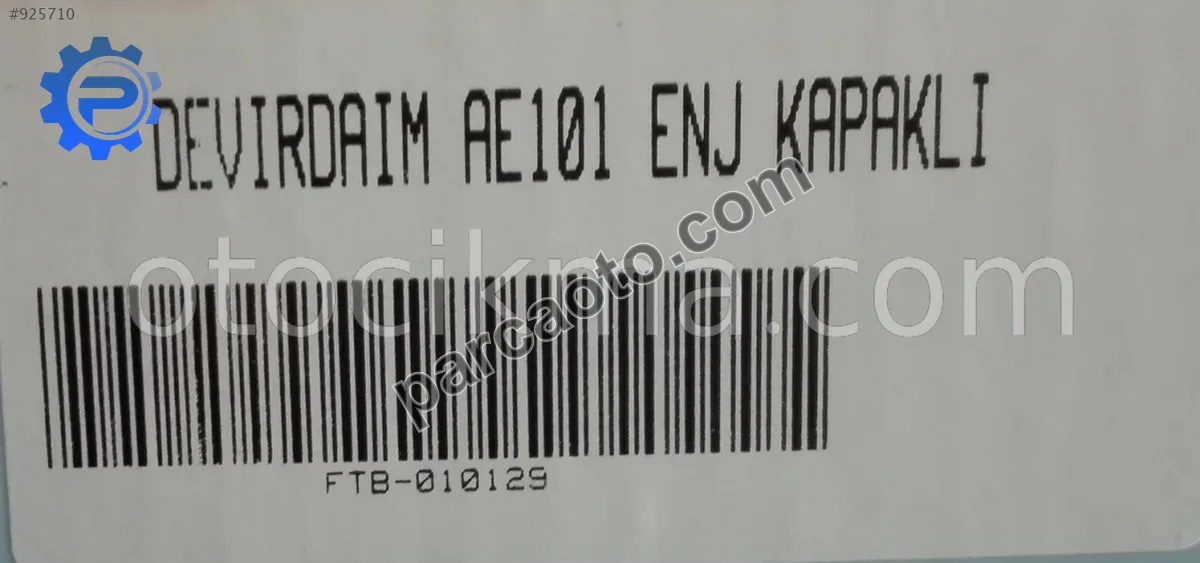 #925710
DEVIRDAIM AE101 ENJ KAPAKLI
otocikma.com
parcaoto.com
FTB-010129